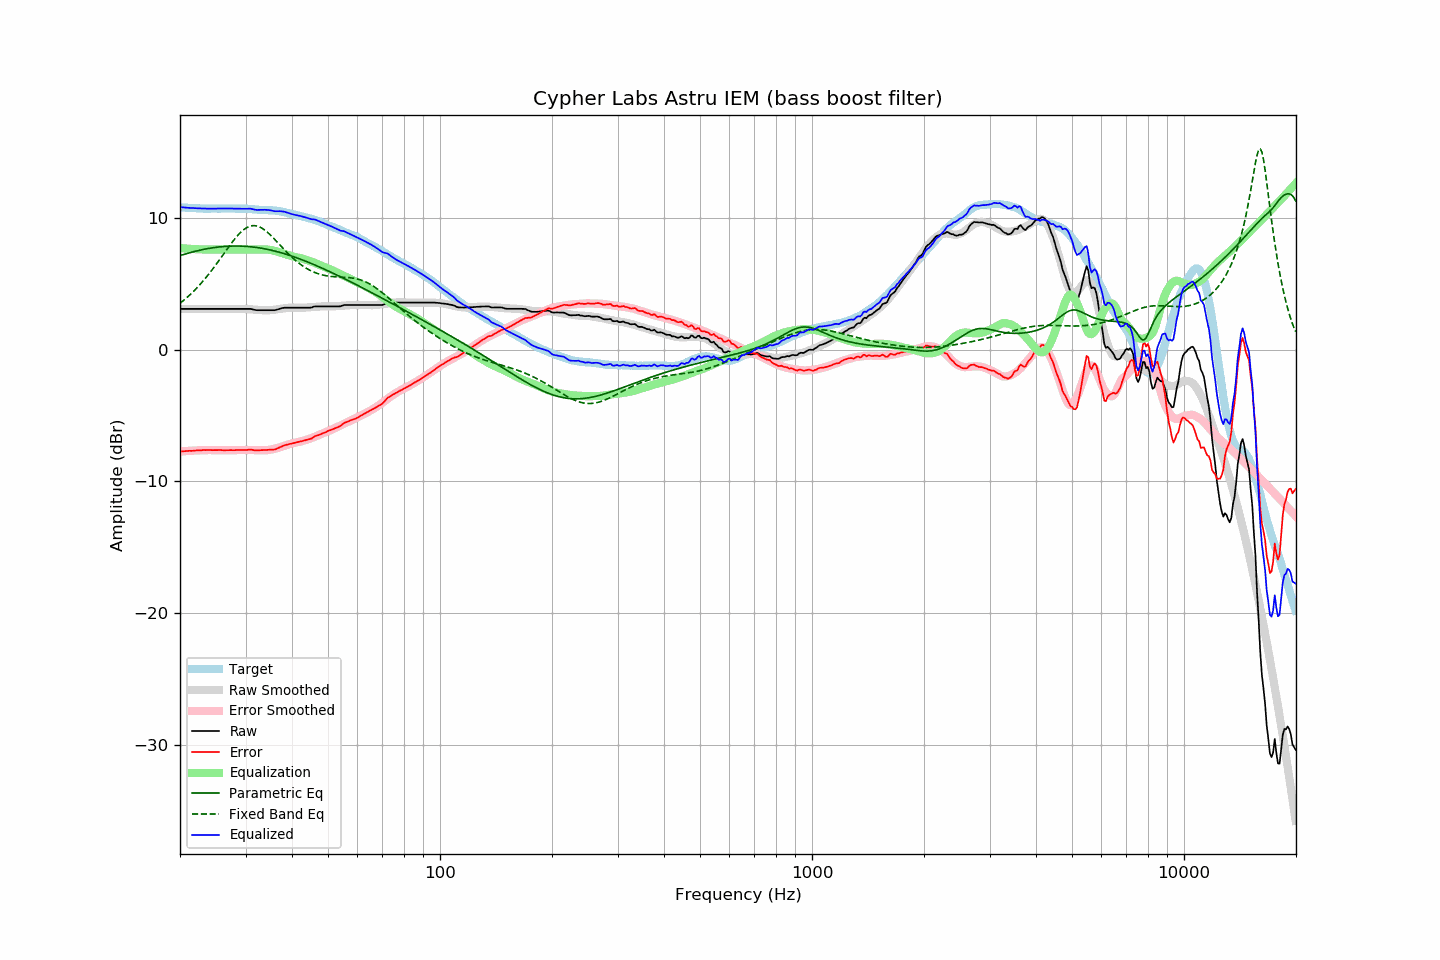 Cypher Labs Astru IEM (bass boost filter)
Amplitude (dBr)
10
0
−10
−20
−30
Target
Raw Smoothed
Error Smoothed
Raw
Error
Equalization
Parametric Eq
Fixed Band Eq
Equalized
100
1000
10000
Frequency (Hz)